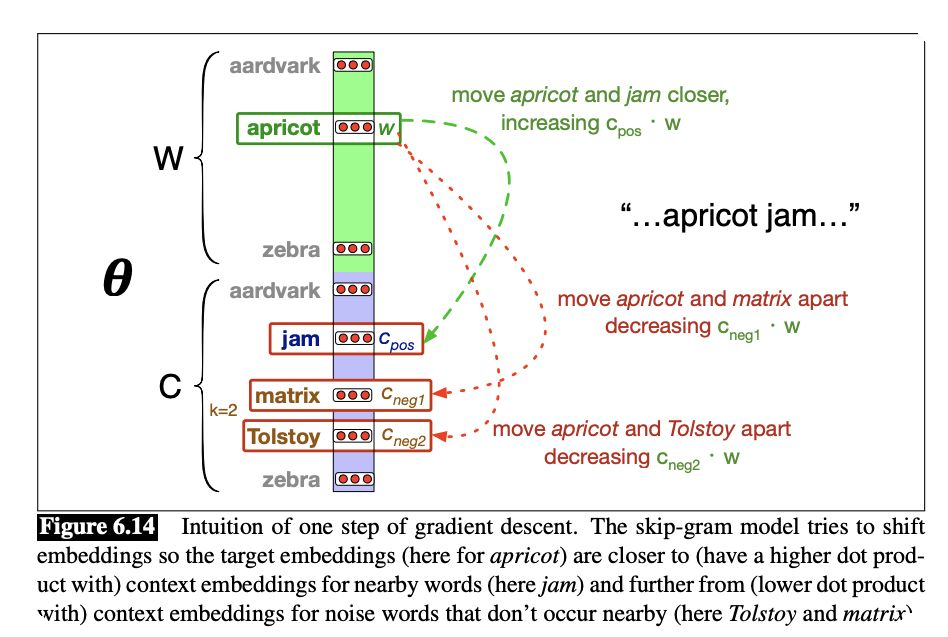 aardvark
move apricot and jam closer,
increasing cpos · w
apricot w
W
“...apricot jam...”
zebra
θ
aardvark
move apricot and matrix apart
decreasing cneg1 · w
jam cpos
C
matrix cneg1
k=2
Tolstoy cneg2
move apricot and Tolstoy apart
decreasing cneg2 · w
zebra
Figure 6.14 Intuition of one step of gradient descent. The skip-gram model tries to shift
embeddings so the target embeddings (here for apricot) are closer to (have a higher dot prod-
uct with) context embeddings for nearby words (here jam) and further from (lower dot product
with) context embeddings for noise words that don’t occur nearby (here Tolstoy and matrix